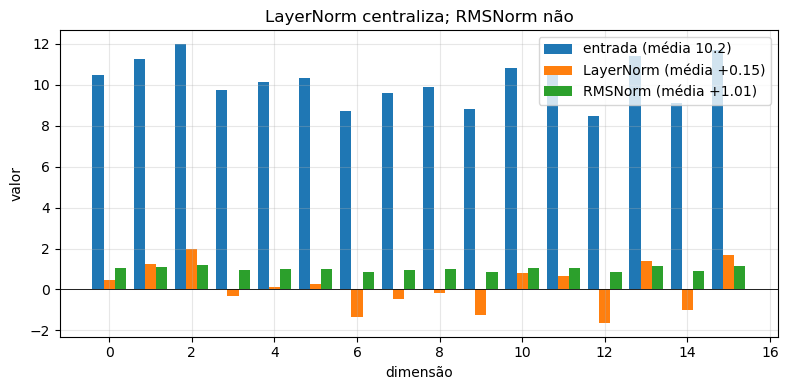 LayerNorm centraliza; RMSNorm não
entrada (média 10.2)
LayerNorm (média +0.15)
RMSNorm (média +1.01)
valor
12
10
8
6
4
2
0
−2
0 2 4 6 8 10 12 14 16
dimensão